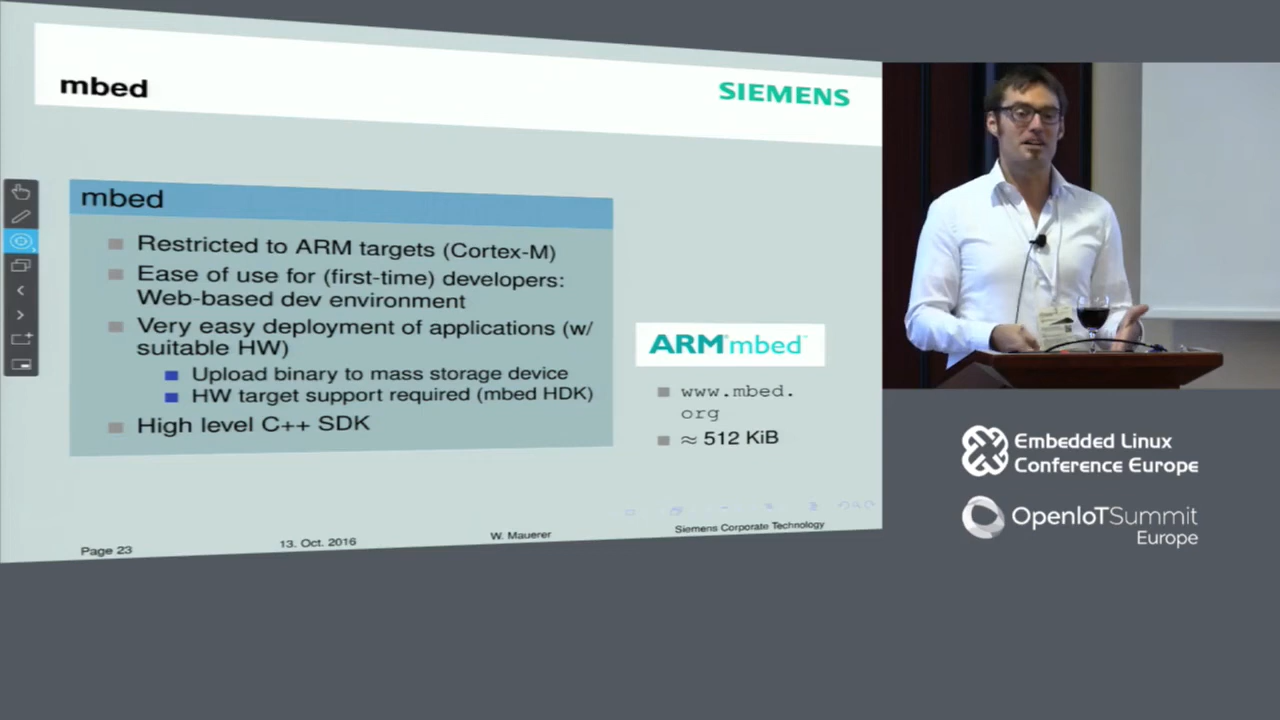 mbed
SIEMENS
mbed
Restricted to ARM targets (Cortex-M)
Ease of use for (first-time) developers:
Web-based dev environment
Very easy deployment of applications (w/
suitable HW)
Upload binary to mass storage device
HW target support required (mbed HDK)
High level C++ SDK
ARM®mbed™
www.mbed.
org
≈ 512 KiB
Page 23
13. Oct. 2016
W. Mauerer
Siemens Corporate Technology
Embedded Linux
Conference Europe
OpenIoTSummit
Europe